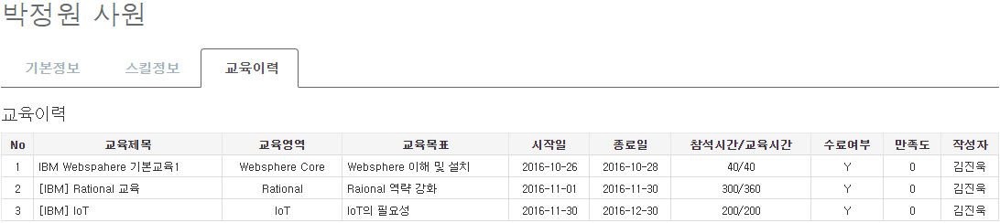 박정원 사원
기본정보 스킬정보 교육이력
교육이력
No 교육제목 교육영역 교육목표 시작일 종료일 참석시간/교육시간 수료여부 만족도 작성자
1 IBM Webspahere 기본교육1 Websphere Core Websphere 이해 및 설치 2016-10-26 2016-10-28 40/40 Y 0 김진욱
2 [IBM] Rational 교육 Rational Raional 역략 강화 2016-11-01 2016-11-30 300/360 Y 0 김진욱
3 [IBM] IoT IoT IoT의 필요성 2016-11-30 2016-12-30 200/200 Y 0 김진욱